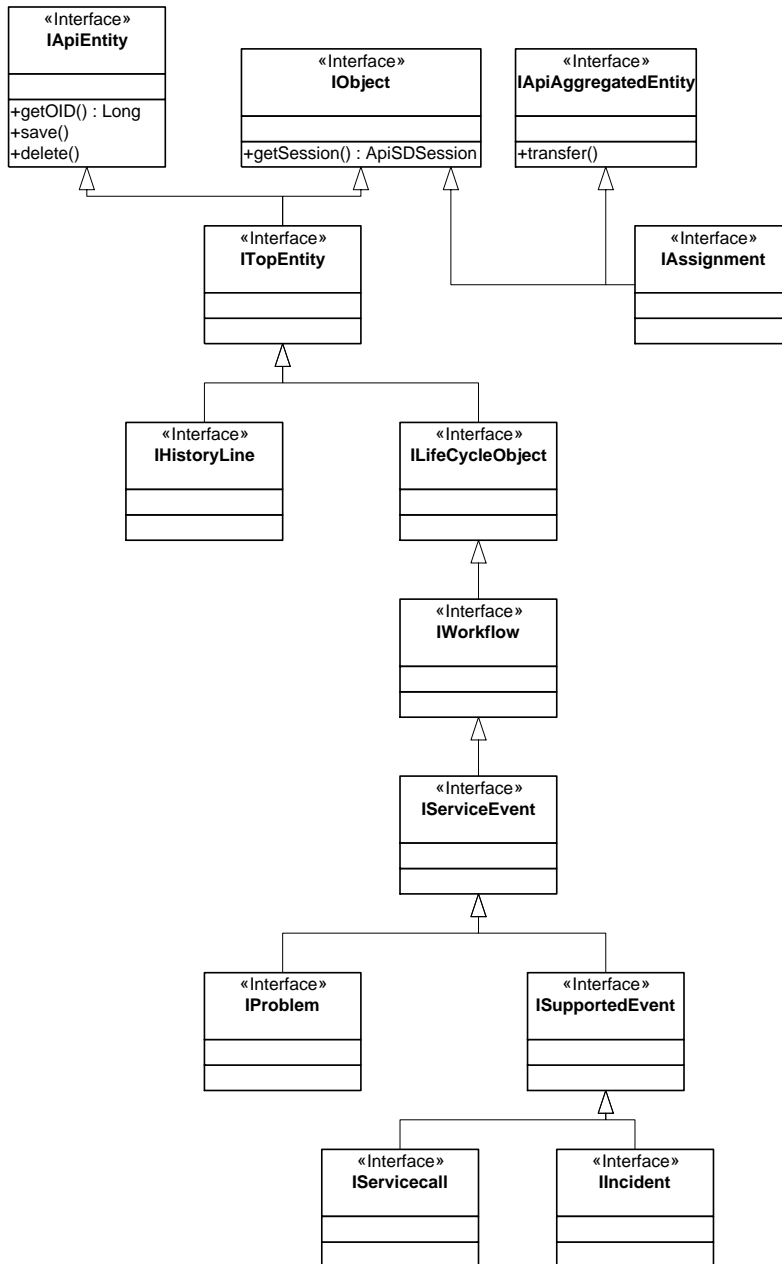 «Interface»
IApiEntity
+getOID() : Long
+save()
+delete()
«Interface»
IObject
+getSession() : ApiSDSession
«Interface»
IApiAggregatedEntity
+transfer()
«Interface»
ITopEntity
«Interface»
IAssignment
«Interface»
IHistoryLine
«Interface»
ILifeCycleObject
«Interface»
IWorkflow
«Interface»
IServiceEvent
«Interface»
IProblem
«Interface»
ISupportedEvent
«Interface»
IServicecall
«Interface»
IIncident